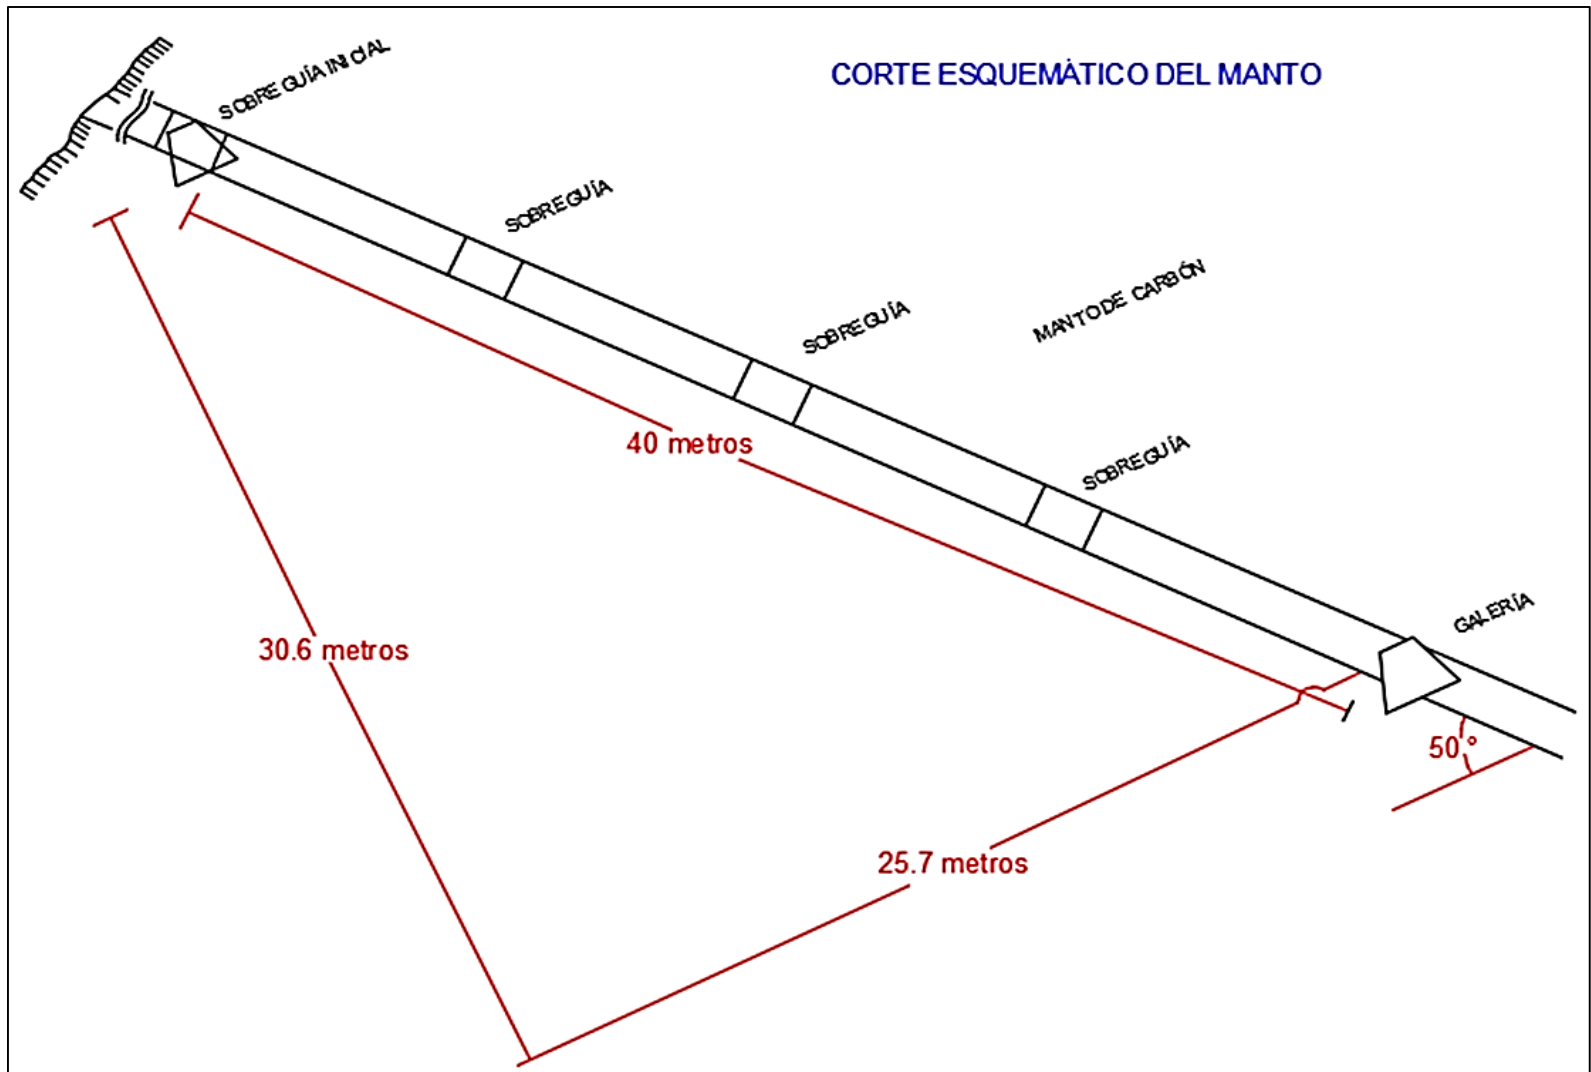 CORTE ESQUEMÁTICO DEL MANTO
SOBREGUÍA INICIAL
SOBREGUÍA
SOBREGUÍA
MANTO DE CARBÓN
SOBREGUÍA
40 metros
30.6 metros
GALERÍA
50 °
25.7 metros